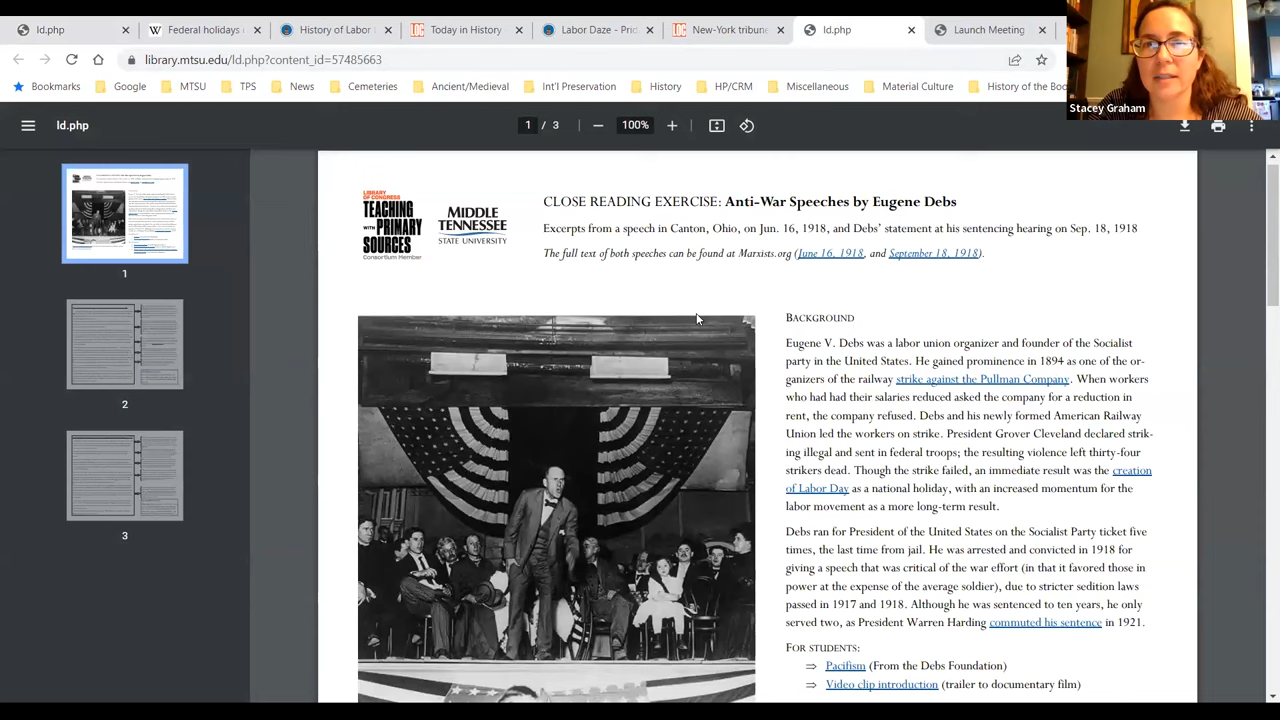 ld.php
Federal holidays i
History of Labor
Today in History
Labor Daze - Prid
New-York tribune
ld.php
Launch Meeting
library.mtsu.edu/ld.php?content_id=57485663
Bookmarks
Google
MTSU
TPS
News
Cemeteries
Ancient/Medieval
Int'l Preservation
History
HP/CRM
Miscellaneous
Material Culture
History of the Boo
Stacey Graham
ld.php
1 / 3
100%
1
2
3
LIBRARY
OF CONGRESS
TEACHING
WITH PRIMARY
SOURCES
Consortium Member
MIDDLE
TENNESSEE
STATE UNIVERSITY
CLOSE READING EXERCISE: Anti-War Speeches by Eugene Debs
Excerpts from a speech in Canton, Ohio, on Jun. 16, 1918, and Debs’ statement at his sentencing hearing on Sep. 18, 1918
The full text of both speeches can be found at Marxists.org (June 16, 1918, and September 18, 1918).
BACKGROUND
Eugene V. Debs was a labor union organizer and founder of the Socialist
party in the United States. He gained prominence in 1894 as one of the or-
ganizers of the railway strike against the Pullman Company. When workers
who had had their salaries reduced asked the company for a reduction in
rent, the company refused. Debs and his newly formed American Railway
Union led the workers on strike. President Grover Cleveland declared strik-
ing illegal and sent in federal troops; the resulting violence left thirty-four
strikers dead. Though the strike failed, an immediate result was the creation
of Labor Day as a national holiday, with an increased momentum for the
labor movement as a more long-term result.
Debs ran for President of the United States on the Socialist Party ticket five
times, the last time from jail. He was arrested and convicted in 1918 for
giving a speech that was critical of the war effort (in that it favored those in
power at the expense of the average soldier), due to stricter sedition laws
passed in 1917 and 1918. Although he was sentenced to ten years, he only
served two, as President Warren Harding commuted his sentence in 1921.
FOR STUDENTS:
⇒ Pacifism (From the Debs Foundation)
⇒ Video clip introduction (trailer to documentary film)